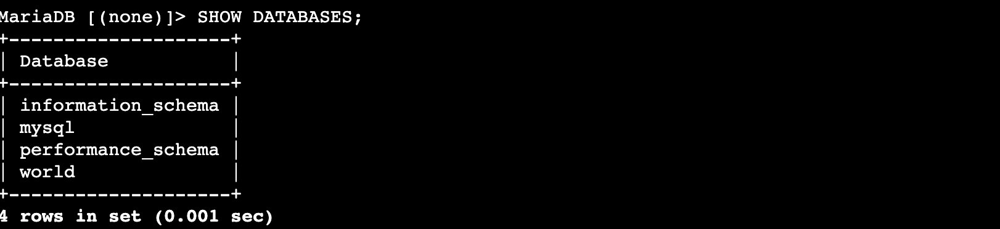 MariaDB [(none)]> SHOW DATABASES;
+--------------------+
| Database           |
+--------------------+
| information_schema |
| mysql              |
| performance_schema |
| world              |
+--------------------+
4 rows in set (0.001 sec)